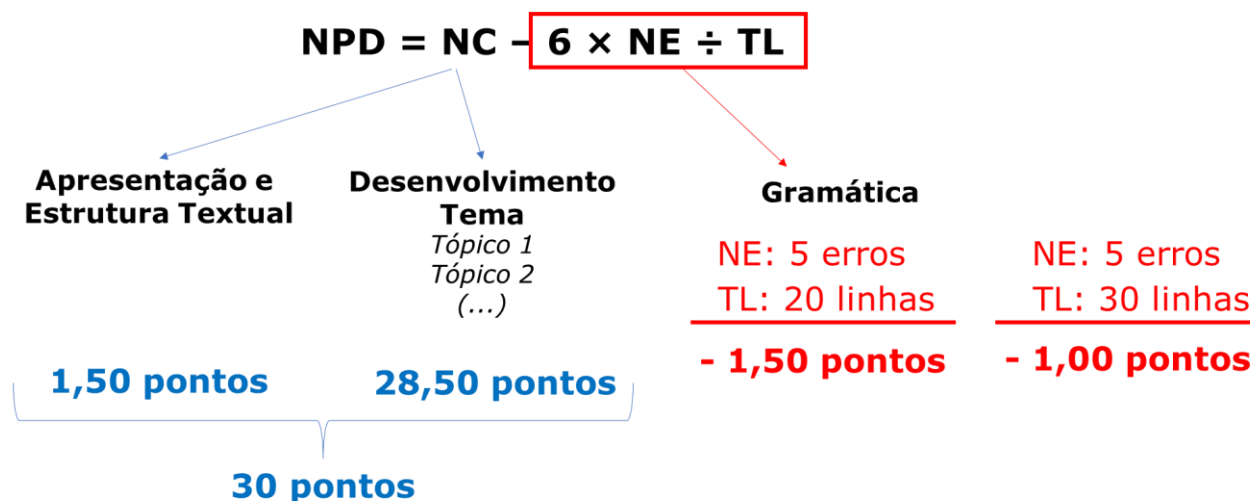 NPD = NC – 6 × NE ÷ TL
Apresentação e
Estrutura Textual
1,50 pontos
Desenvolvimento
Tema
Tópico 1
Tópico 2
(...)
28,50 pontos
30 pontos
Gramática
NE: 5 erros
TL: 20 linhas
- 1,50 pontos
NE: 5 erros
TL: 30 linhas
- 1,00 pontos